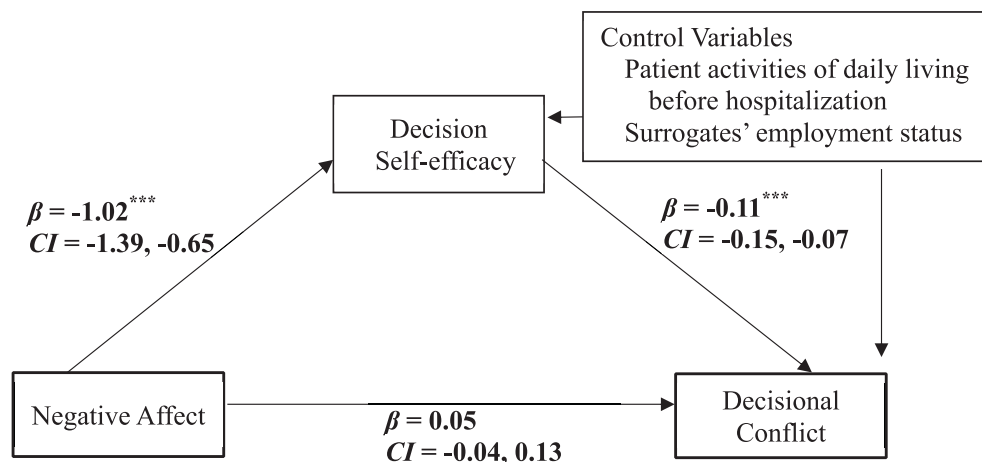 Control Variables
Patient activities of daily living
before hospitalization
Surrogates’ employment status
Decision
Self-efficacy
β = -1.02***
CI = -1.39, -0.65
β = -0.11***
CI = -0.15, -0.07
Negative Affect
β = 0.05
CI = -0.04, 0.13
Decisional
Conflict